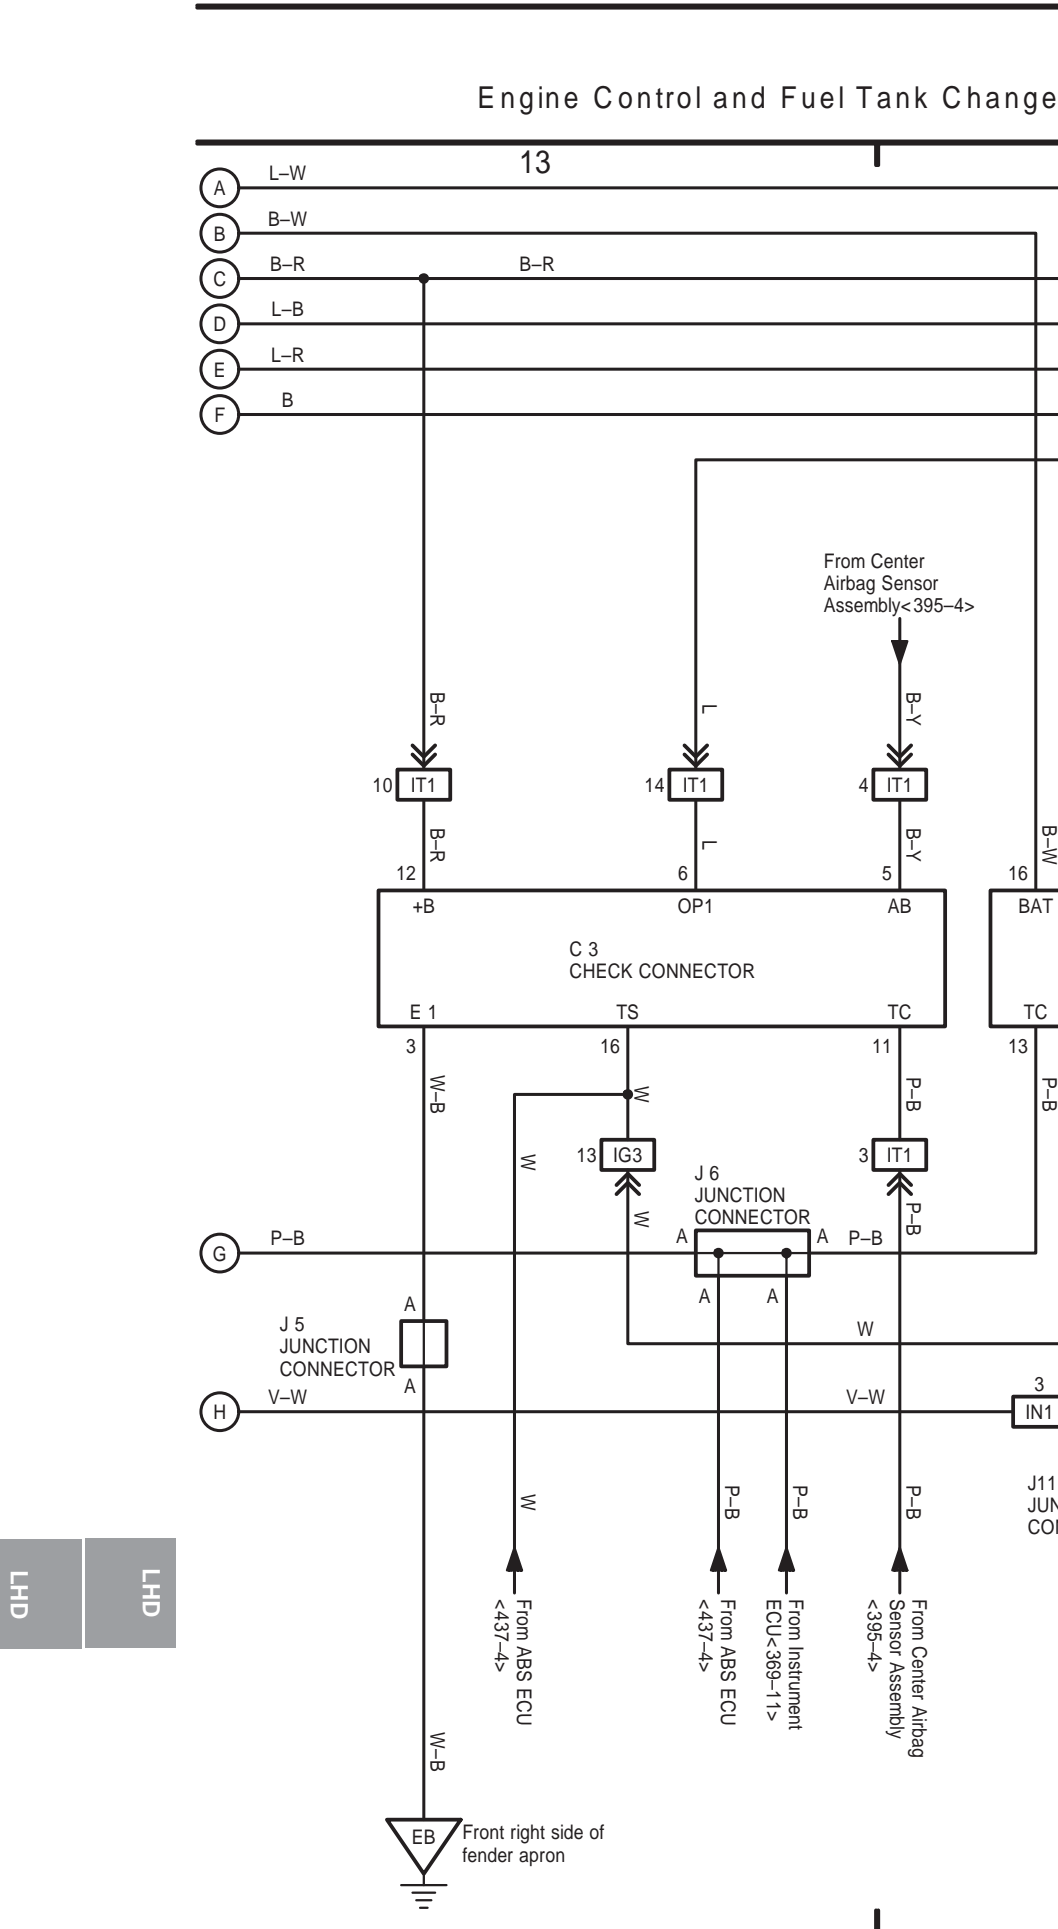 Engine Control and Fuel Tank Change
13
A
L–W
B
B–W
C
B–R
B–R
D
L–B
E
L–R
F
B
From Center
Airbag Sensor
Assembly<395–4>
B–R
L
B–Y
10
IT1
14
IT1
4
IT1
B–R
L
B–Y
B–W
12
6
5
16
+B
OP1
AB
BAT
C 3
CHECK CONNECTOR
E 1
TS
TC
TC
3
16
11
13
W–B
W
P–B
P–B
W
13
IG3
3
IT1
J 6
JUNCTION
CONNECTOR
W
P–B
G
P–B
A
A
P–B
A
A
A
J 5
JUNCTION
CONNECTOR
A
W
H
V–W
V–W
3
IN1
J11
W
P–B
P–B
P–B
LHD
LHD
From ABS ECU
<437–4>
From ABS ECU
<437–4>
From Instrument
ECU<369–11>
From Center Airbag
Sensor Assembly
<395–4>
W–B
EB
Front right side of
fender apron